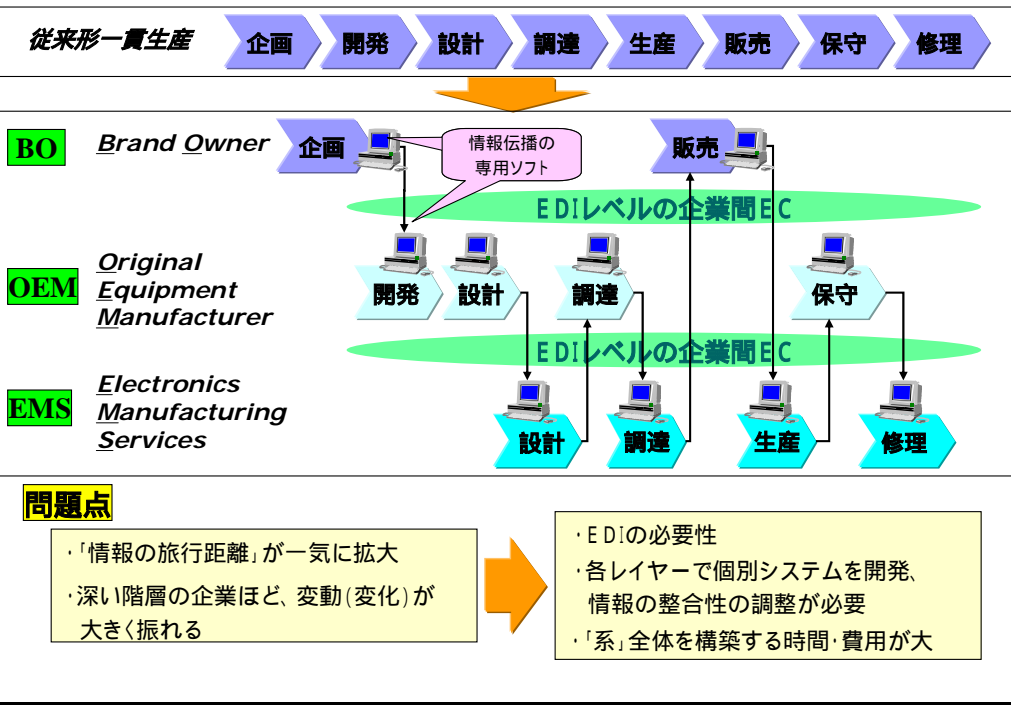 従来形一貫生産
企画 開発 設計 調達 生産 販売 保守 修理
BO Brand Owner 企画
情報伝播の
専用ソフト
販売
EDIレベルの企業間EC
OEM
Original
Equipment
Manufacturer
開発 設計 調達 保守
EDIレベルの企業間EC
EMS
Electronics
Manufacturing
Services
設計 調達 生産 修理
問題点
・「情報の旅行距離」が一気に拡大
・深い階層の企業ほど、変動(変化)が
大きく振れる
・EDIの必要性
・各レイヤーで個別システムを開発、
情報の整合性の調整が必要
・「系」全体を構築する時間・費用が大